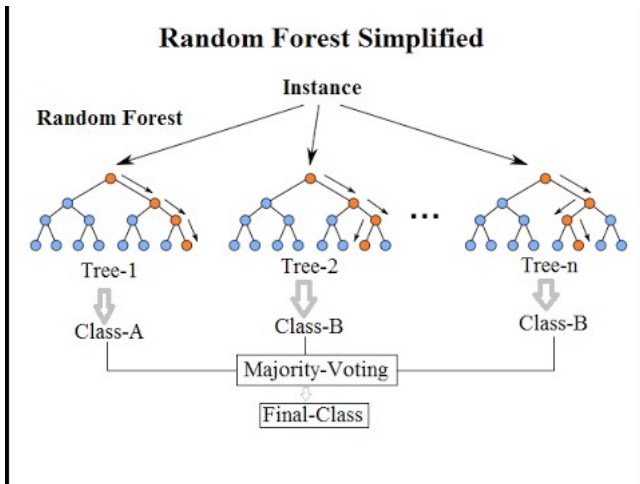 Random Forest Simplified
Instance
Random Forest
...
Tree-1
Tree-2
Tree-n
Class-A
Class-B
Class-B
Majority-Voting
Final-Class